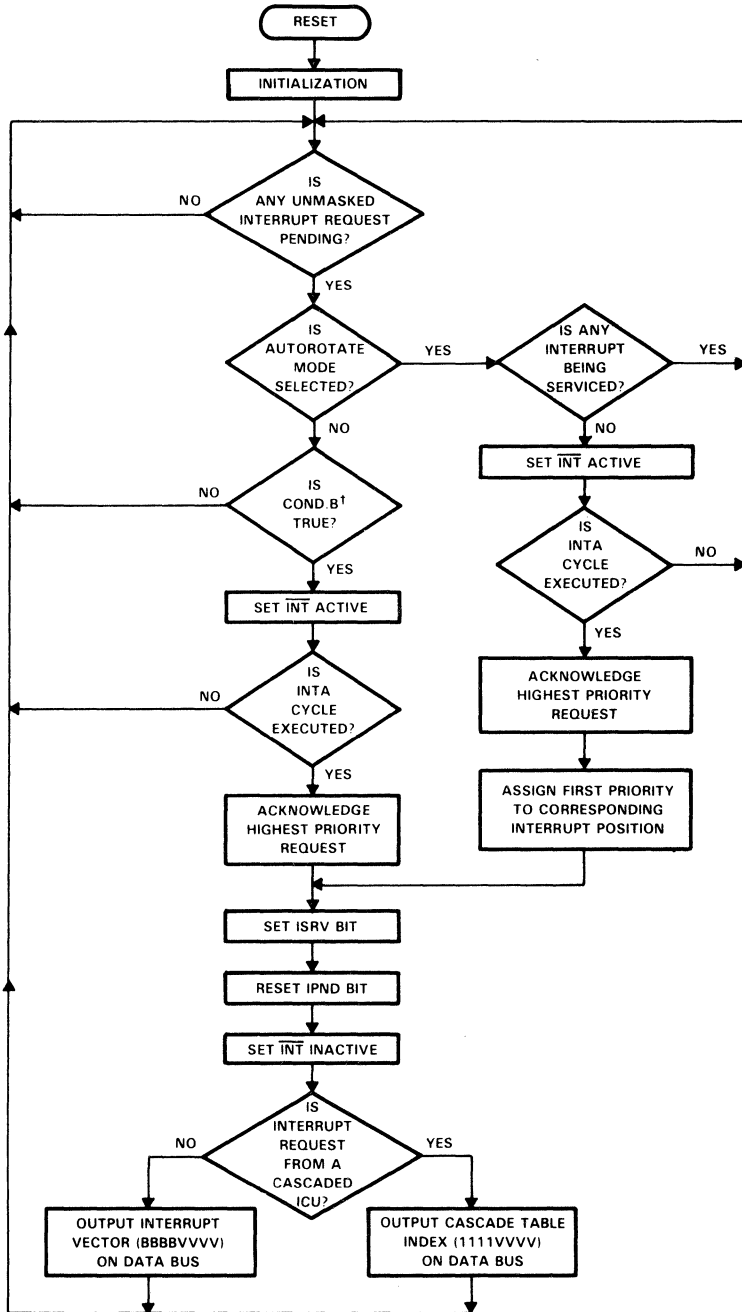 RESET
INITIALIZATION
IS
ANY UNMASKED
INTERRUPT REQUEST
PENDING?
NO
YES
IS
AUTOROTATE
MODE
SELECTED?
YES
NO
IS ANY
INTERRUPT
BEING
SERVICED?
YES
NO
SET INT ACTIVE
IS
INTA
CYCLE
EXECUTED?
NO
YES
ACKNOWLEDGE
HIGHEST PRIORITY
REQUEST
ASSIGN FIRST PRIORITY
TO CORRESPONDING
INTERRUPT POSITION
IS
COND.B†
TRUE?
NO
YES
SET INT ACTIVE
IS
INTA
CYCLE
EXECUTED?
NO
YES
ACKNOWLEDGE
HIGHEST PRIORITY
REQUEST
SET ISRV BIT
RESET IPND BIT
SET INT INACTIVE
IS
INTERRUPT
REQUEST
FROM A
CASCADED
ICU?
NO
YES
OUTPUT INTERRUPT
VECTOR (BBBBVVVV)
ON DATA BUS
OUTPUT CASCADE TABLE
INDEX (1111VVVV)
ON DATA BUS